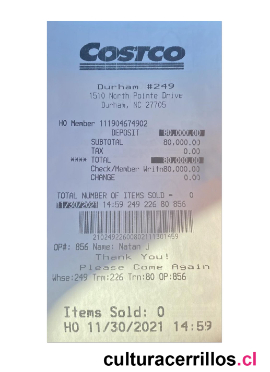 COSTCO
Durham #249
1510 North Pointe Drive
Durham, NC 27705
HO Member 111904674902
DEPOSIT 80,000.00
SUBTOTAL 80,000.00
TAX 0.00
**** TOTAL 80,000.00
Check/Member Writn80,000.00
CHANGE 0.00
TOTAL NUMBER OF ITEMS SOLD = 0
11/30/2021 14:59 249 226 80 856
OP#: 856 Name: Natan J
Thank You!
Please Come Again
Whse:249 Trm:226 Trn:80 OP:856
Items Sold: 0
HO 11/30/2021 14:59
culturacerrillos.cl